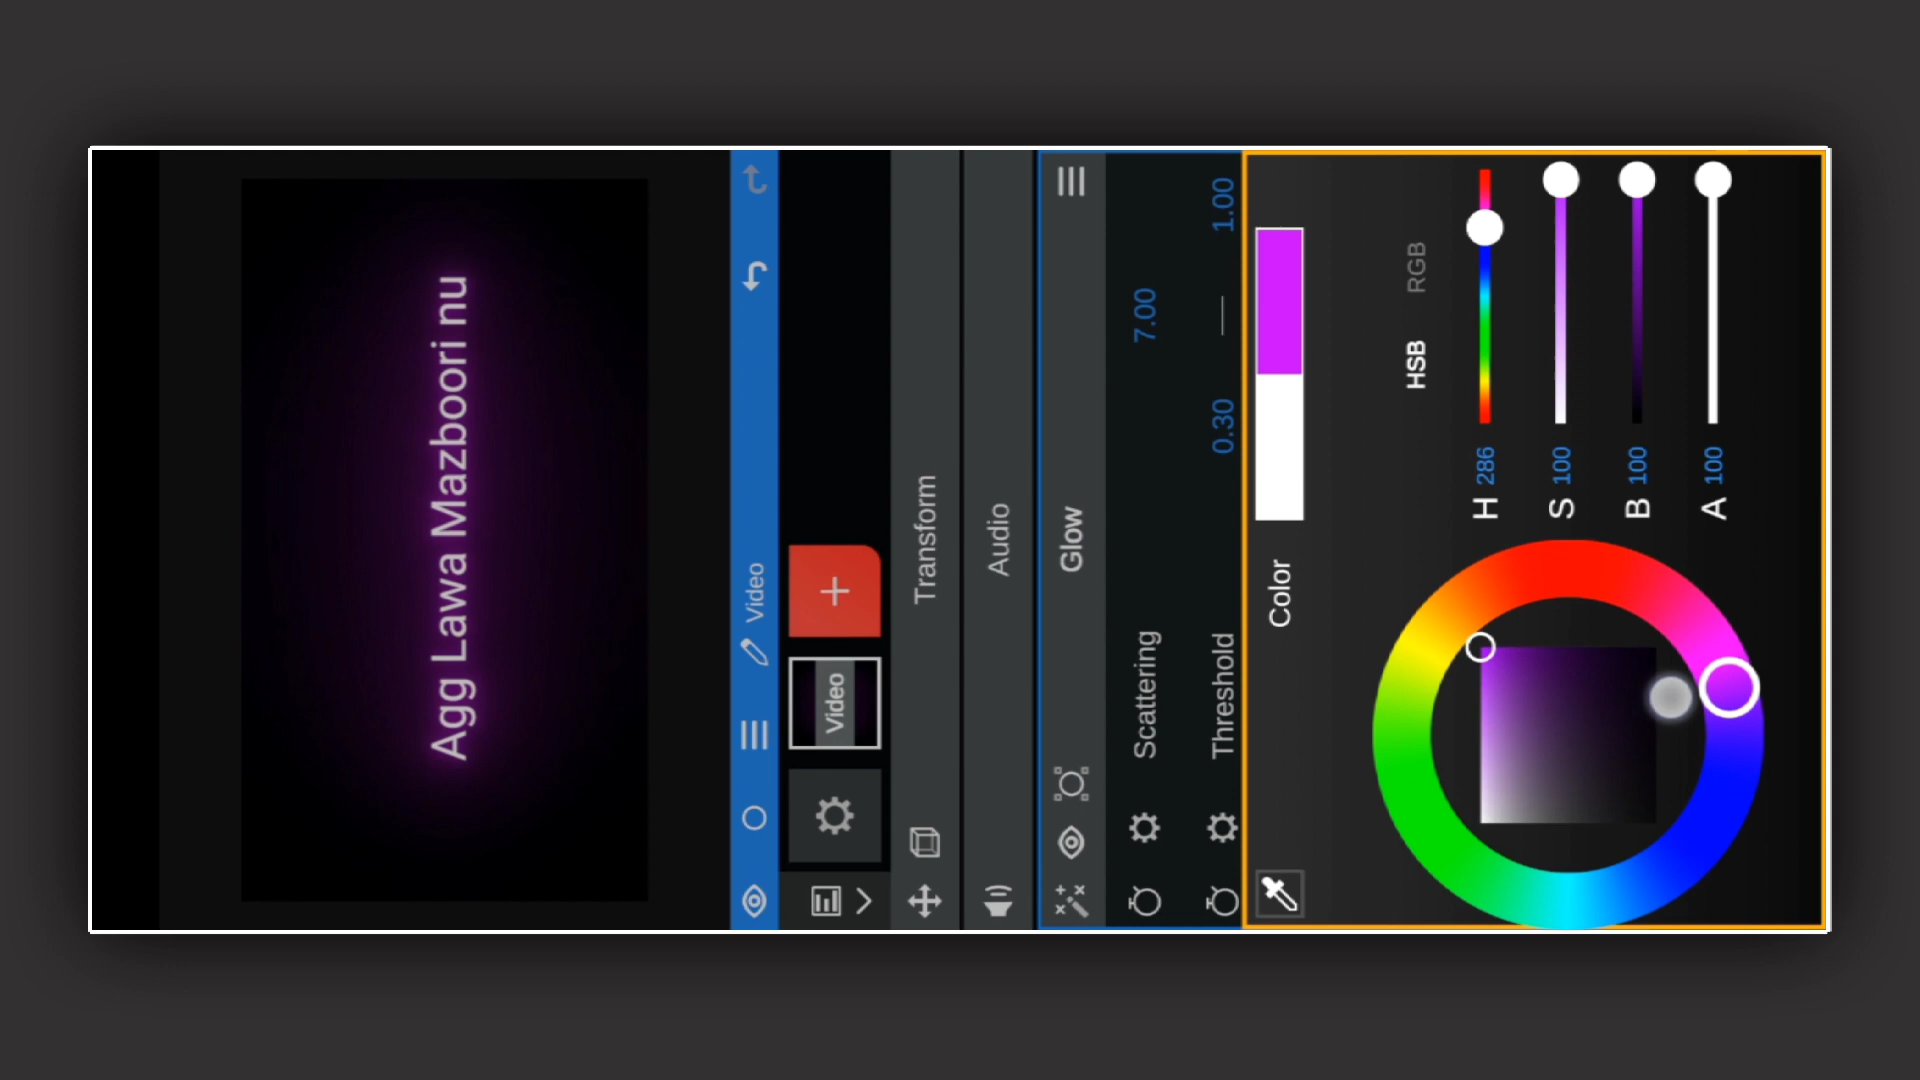 Agg Lawa Mazboori nu
Video
Video
+
Transform
Audio
Glow
Scattering 7.00
Threshold 0.30 1.00
Color
HSB RGB
H 286
S 100
B 100
A 100